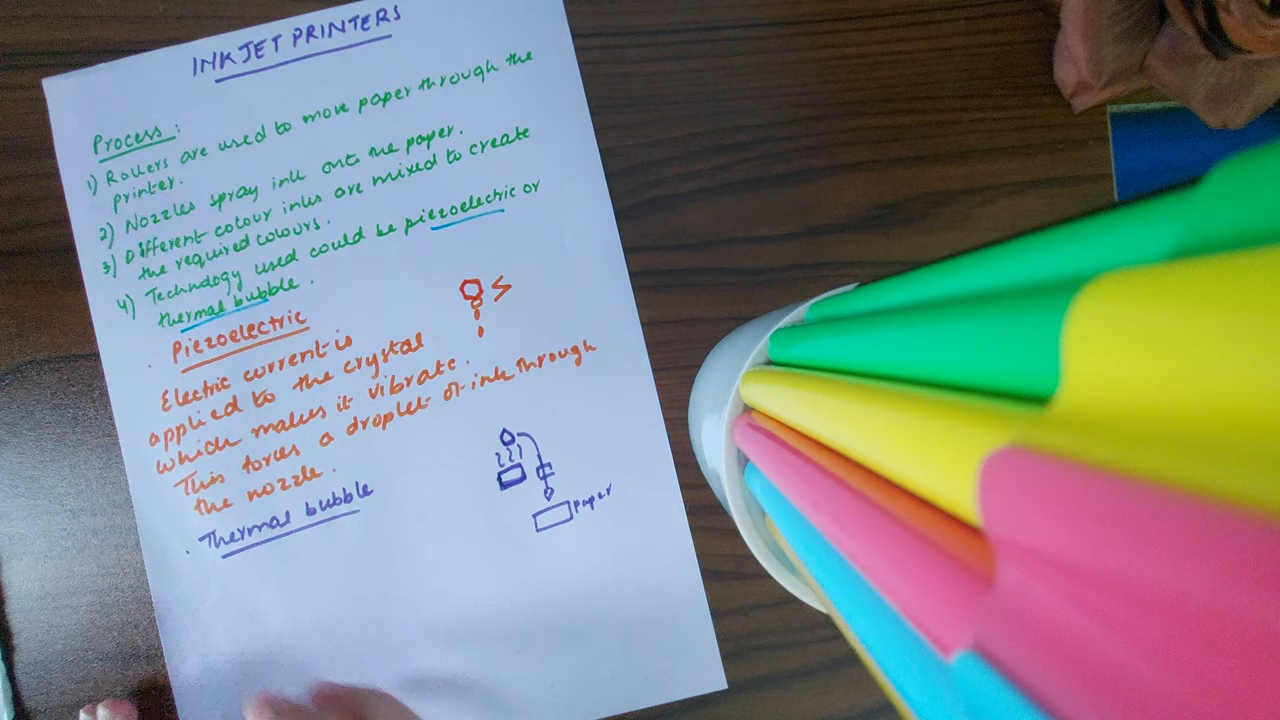 INKJET PRINTERS
Process:
1) Rollers are used to move paper through the
printer.
2) Nozzles spray ink onto the paper.
3) Different colour inks are mixed to create
the required colours.
4) Technology used could be piezoelectric or
thermal bubble.
. Piezoelectric
Electric current is
applied to the crystal
which makes it vibrate.
This forces a droplet of ink through
the nozzle.
. Thermal bubble
Paper